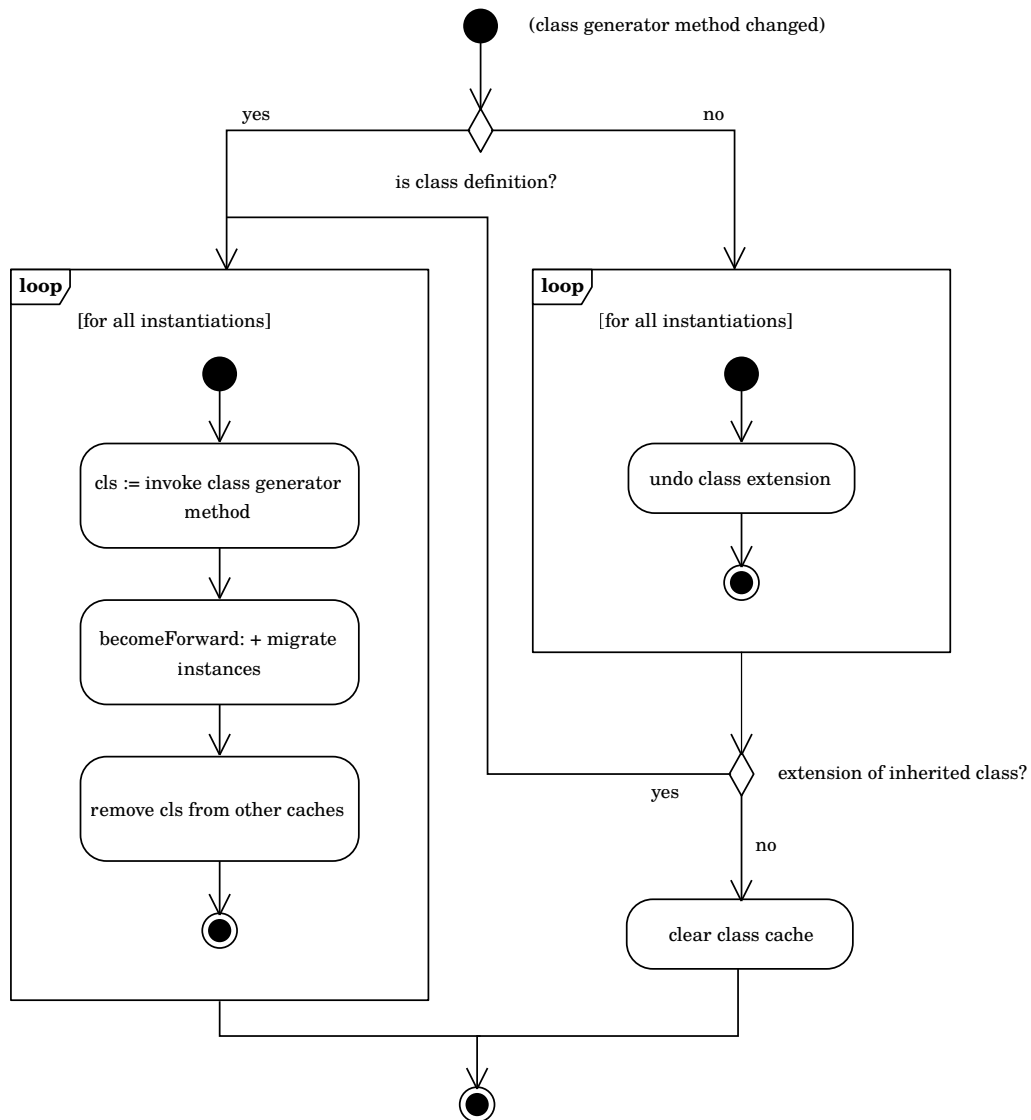 (class generator method changed)
yes
no
is class definition?
loop
[for all instantiations]
cls := invoke class generator
method
becomeForward: + migrate
instances
remove cls from other caches
loop
[for all instantiations]
undo class extension
extension of inherited class?
yes
no
clear class cache